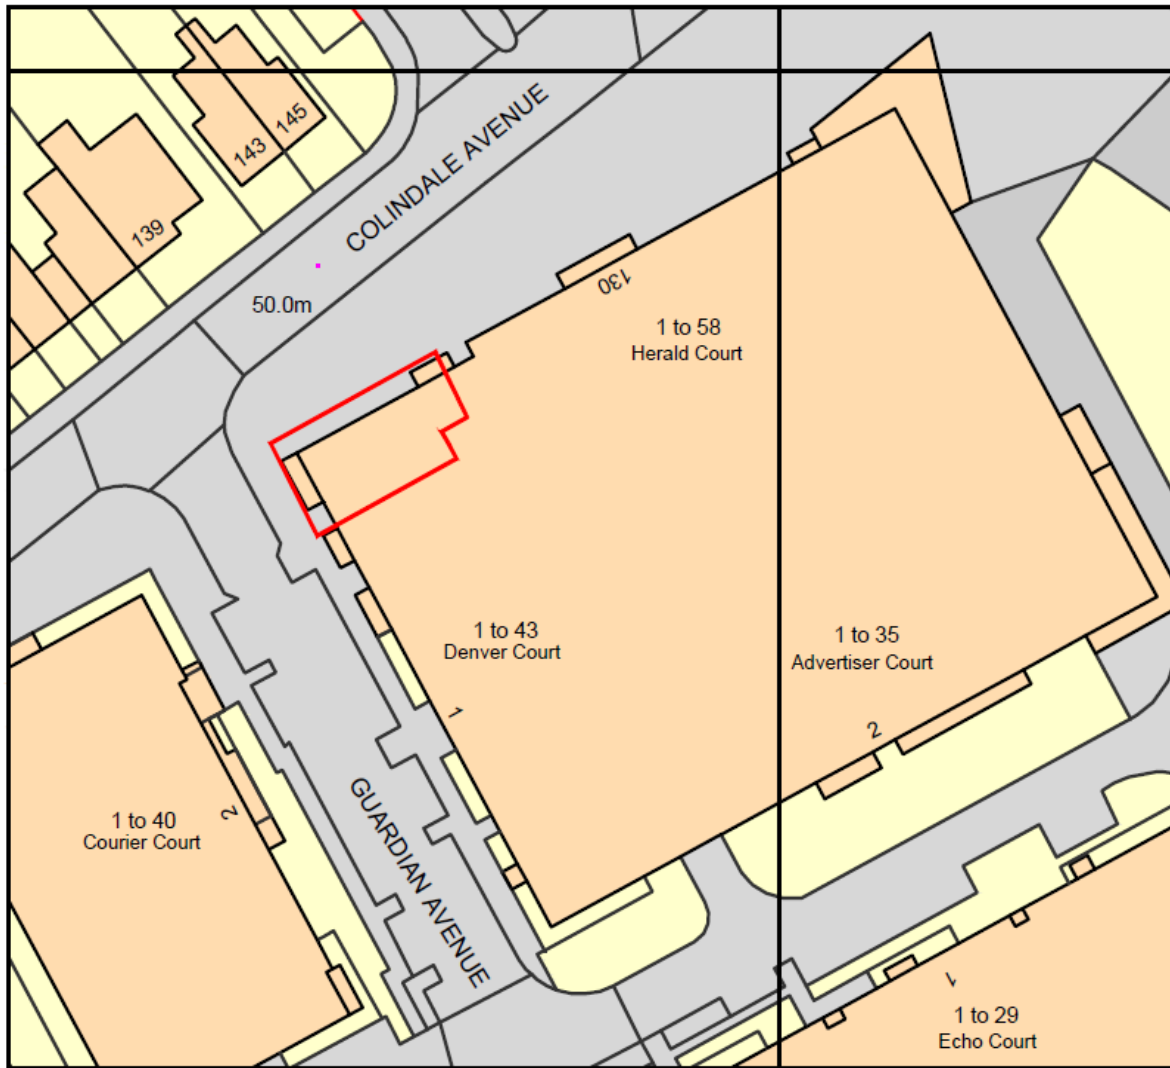 145
143
139
COLINDALE AVENUE
50.0m
130
1 to 58
Herald Court
1 to 43
Denver Court
1 to 35
Advertiser Court
1
2
GUARDIAN AVENUE
2
1 to 40
Courier Court
1
1 to 29
Echo Court